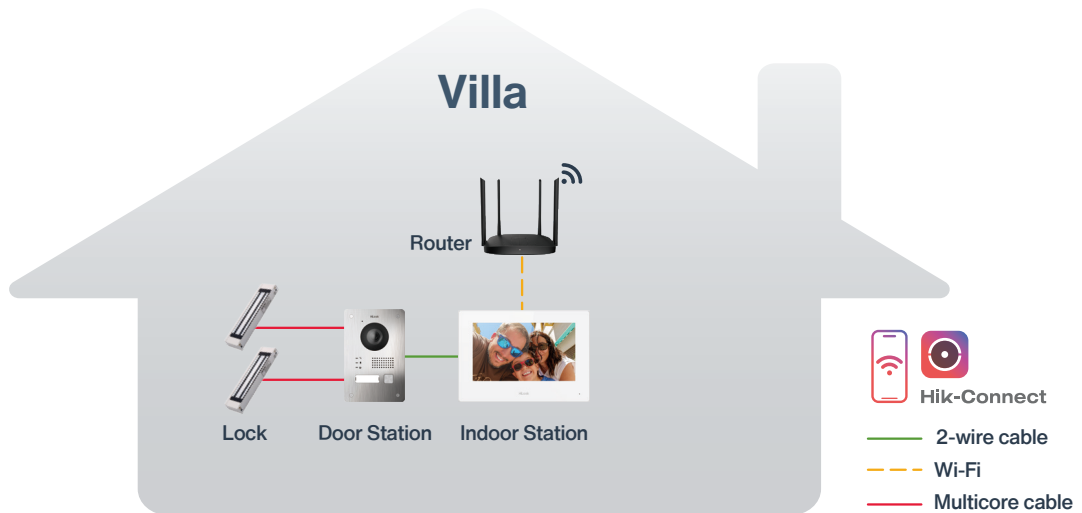 Villa
Router
Lock
Door Station
Indoor Station
Hik-Connect
2-wire cable
Wi-Fi
Multicore cable